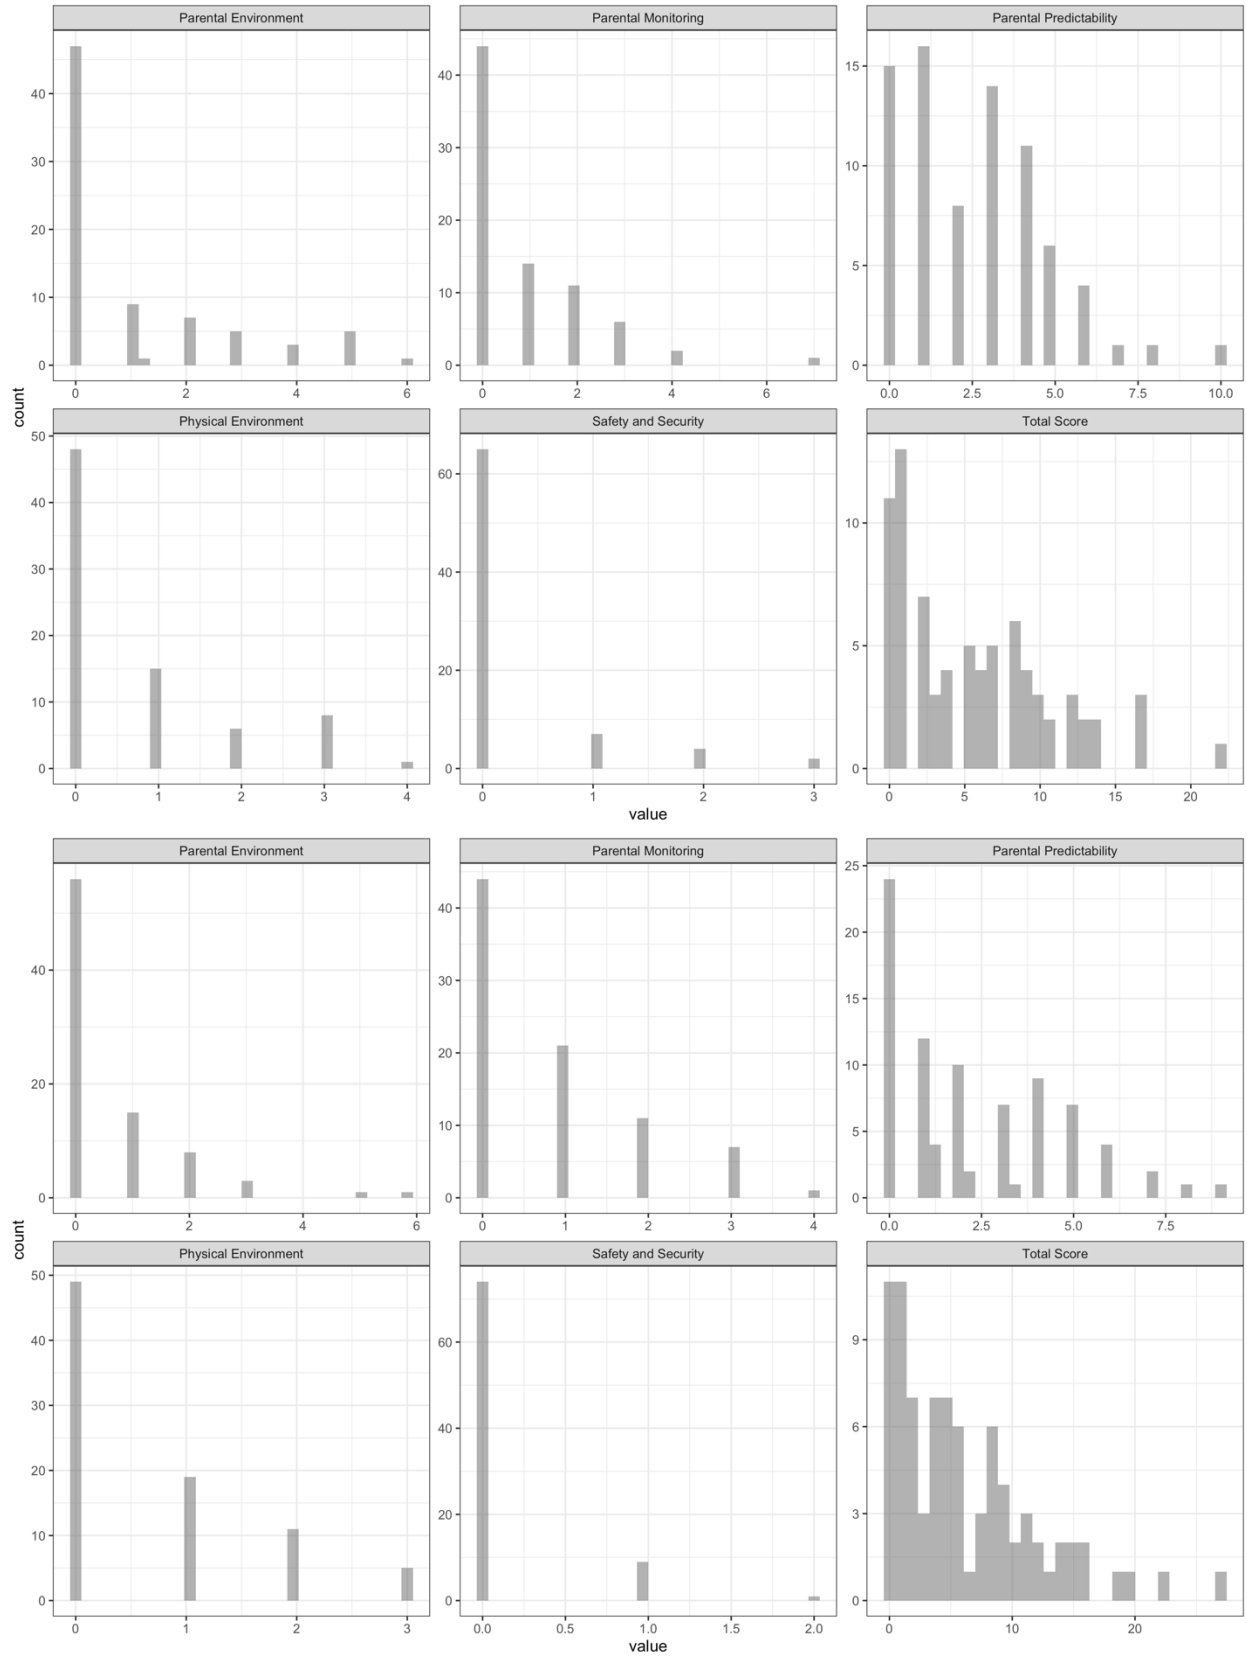 Parental Environment Parental Monitoring Parental Predictability
40 30 20 10 0
0 2 4 6
40 30 20 10 0
0 2 4 6
15 10 5 0
0.0 2.5 5.0 7.5 10.0
count
Physical Environment Safety and Security Total Score
50 40 30 20 10 0
0 1 2 3 4
60 40 20 0
0 1 2 3
10 5 0
0 5 10 15 20
value
Parental Environment Parental Monitoring Parental Predictability
40 20 0
0 2 4 6
40 30 20 10 0
0 1 2 3 4
25 20 15 10 5 0
0.0 2.5 5.0 7.5
count
Physical Environment Safety and Security Total Score
50 40 30 20 10 0
0 1 2 3
60 40 20 0
0.0 0.5 1.0 1.5 2.0
9 6 3 0
0 10 20
value